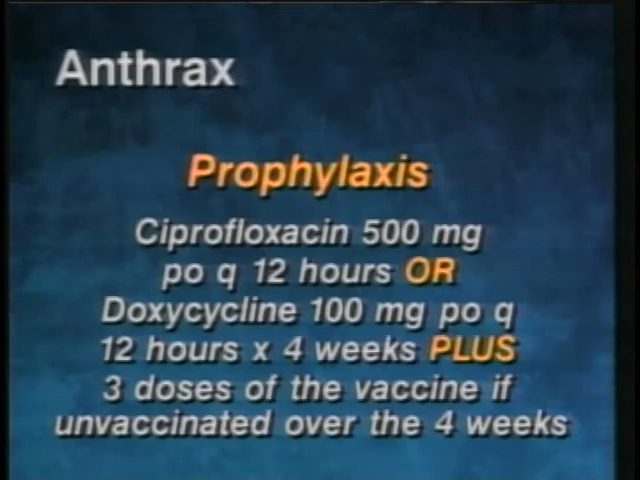 Anthrax
Prophylaxis
Ciprofloxacin 500 mg
po q 12 hours OR
Doxycycline 100 mg po q
12 hours x 4 weeks PLUS
3 doses of the vaccine if
unvaccinated over the 4 weeks